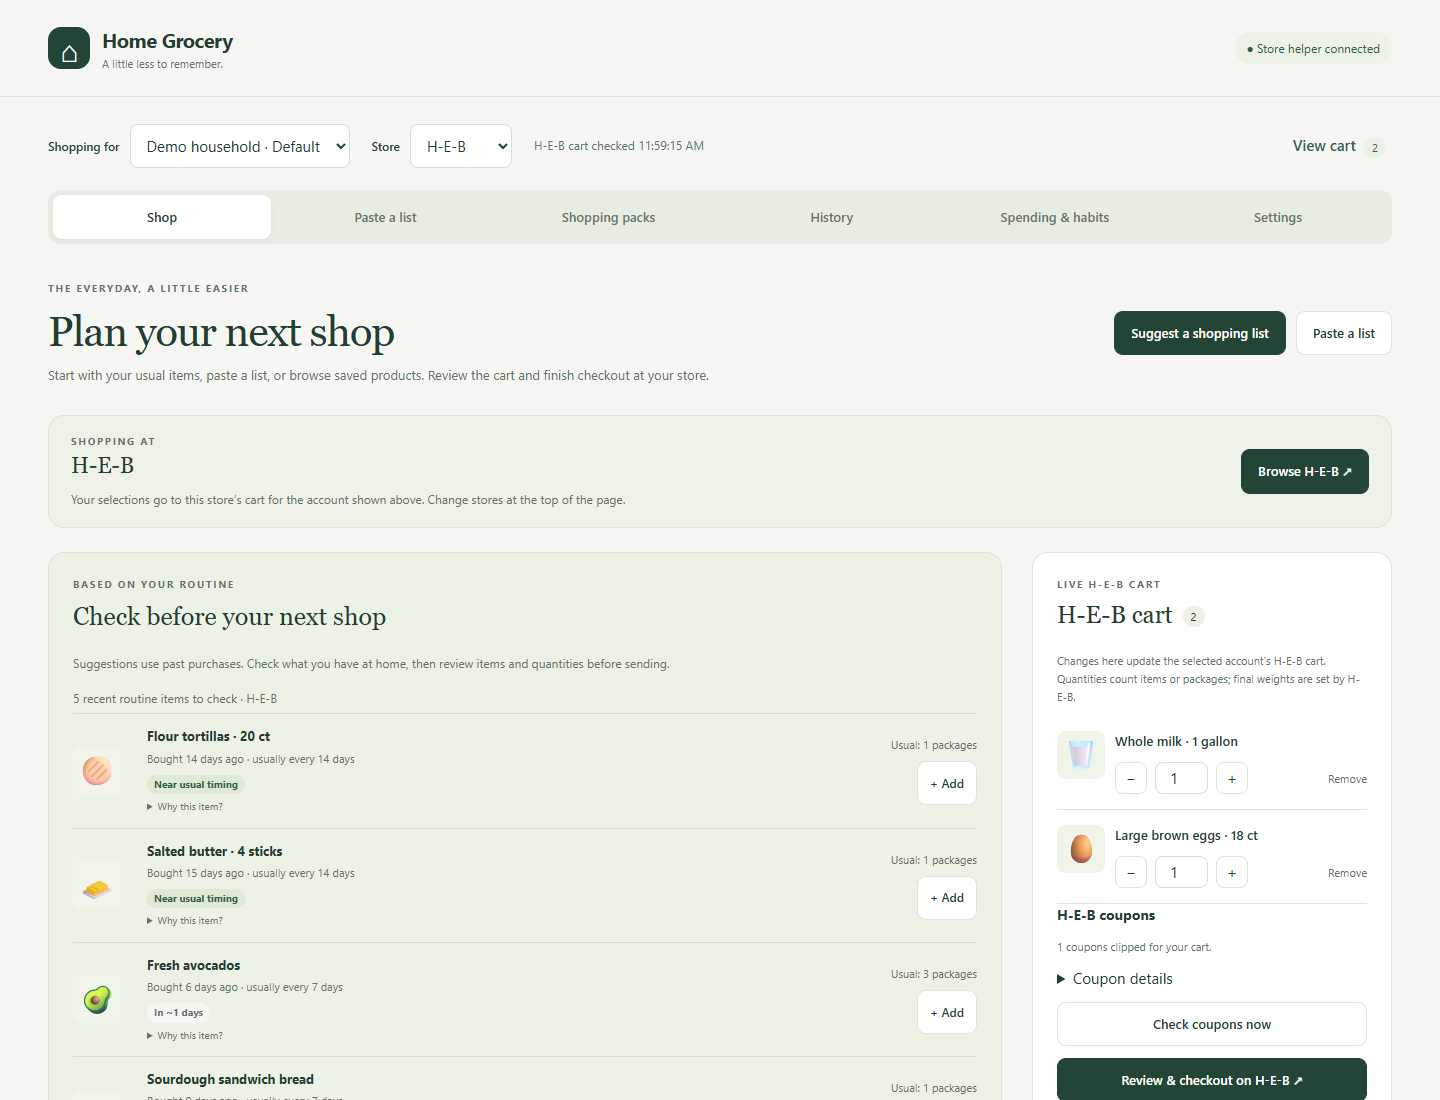 Home Grocery
A little less to remember.
● Store helper connected
Shopping for
Demo household · Default
Store
H-E-B
H-E-B cart checked 11:59:15 AM
View cart 2
Shop
Paste a list
Shopping packs
History
Spending & habits
Settings
THE EVERYDAY, A LITTLE EASIER
Plan your next shop
Suggest a shopping list
Paste a list
Start with your usual items, paste a list, or browse saved products. Review the cart and finish checkout at your store.
SHOPPING AT
H-E-B
Your selections go to this store's cart for the account shown above. Change stores at the top of the page.
Browse H-E-B ↗
BASED ON YOUR ROUTINE
Check before your next shop
Suggestions use past purchases. Check what you have at home, then review items and quantities before sending.
5 recent routine items to check · H-E-B
Flour tortillas · 20 ct
Bought 14 days ago · usually every 14 days
Near usual timing
▶ Why this item?
Usual: 1 packages
+ Add
Salted butter · 4 sticks
Bought 15 days ago · usually every 14 days
Near usual timing
▶ Why this item?
Usual: 1 packages
+ Add
Fresh avocados
Bought 6 days ago · usually every 7 days
In ~1 days
▶ Why this item?
Usual: 3 packages
+ Add
Sourdough sandwich bread
Usual: 1 packages
LIVE H-E-B CART
H-E-B cart 2
Changes here update the selected account's H-E-B cart.
Quantities count items or packages; final weights are set by H-
E-B.
Whole milk · 1 gallon
− 1 +
Remove
Large brown eggs · 18 ct
− 1 +
Remove
H-E-B coupons
1 coupons clipped for your cart.
▶ Coupon details
Check coupons now
Review & checkout on H-E-B ↗